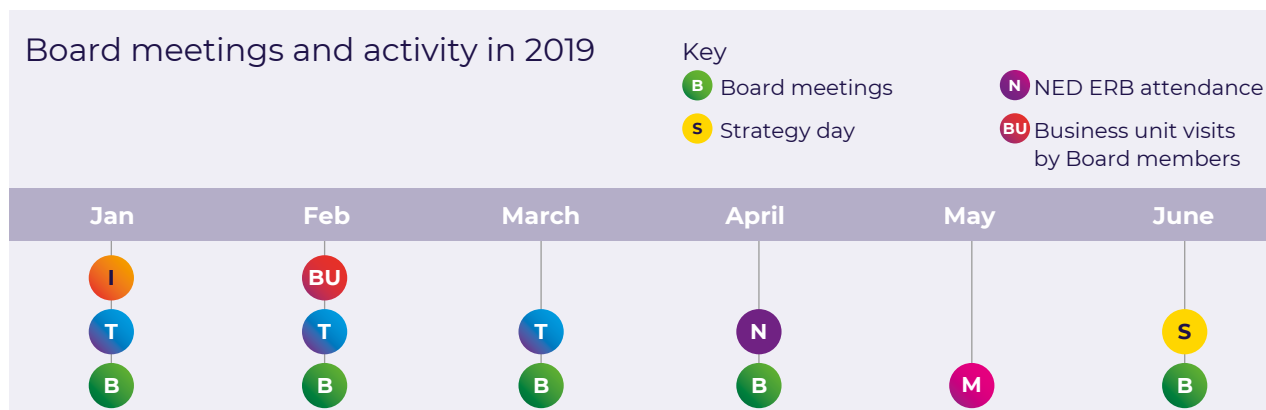 Board meetings and activity in 2019
Key
B Board meetings
N NED ERB attendance
S Strategy day
BU Business unit visits
by Board members
Jan Feb March April May June
I BU
T T T N S
B B B B M B